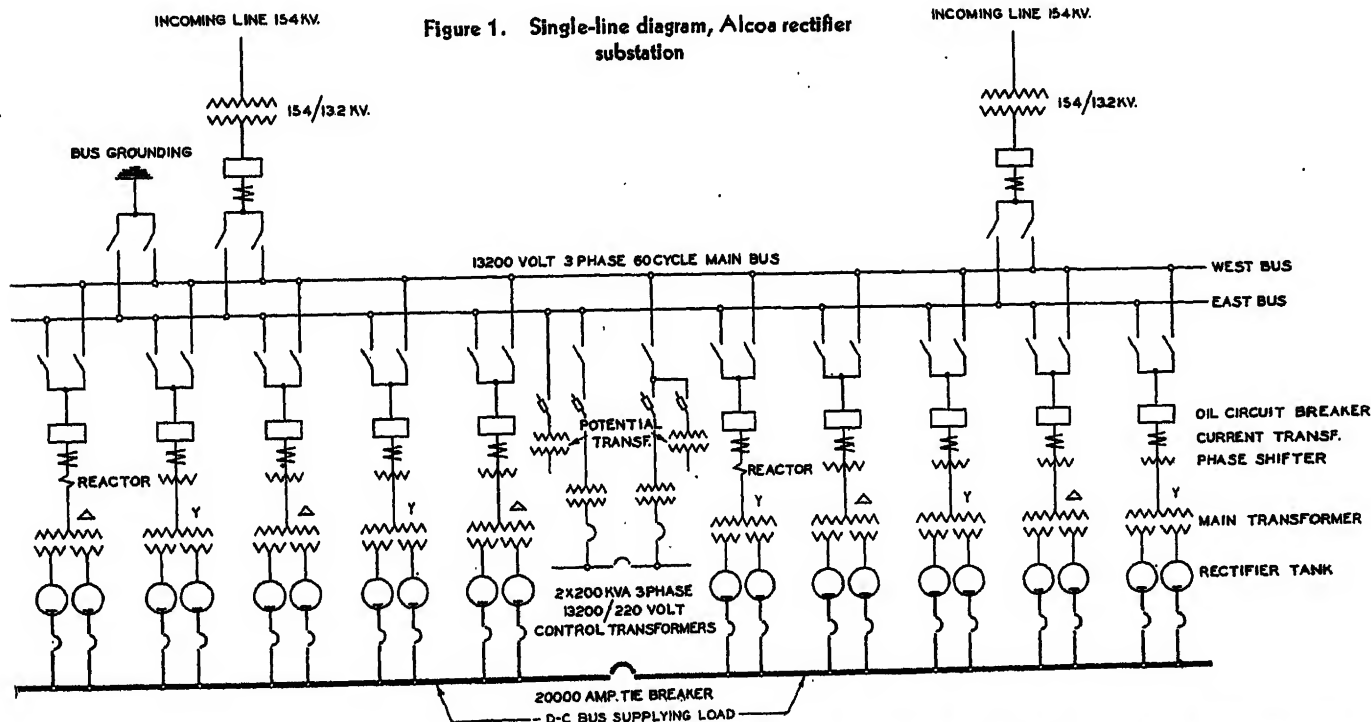 INCOMING LINE 154 KV.
Figure 1. Single-line diagram, Alcoa rectifier
substation
INCOMING LINE 154 KV.
154/13.2 KV.
154/13.2 KV.
BUS GROUNDING
13200 VOLT 3 PHASE 60 CYCLE MAIN BUS
WEST BUS
EAST BUS
OIL CIRCUIT BREAKER
CURRENT TRANSF.
PHASE SHIFTER
POTENTIAL
TRANSF.
REACTOR
REACTOR
Δ
Y
Δ
Y
Δ
Y
Δ
Y
Δ
Y
MAIN TRANSFORMER
RECTIFIER TANK
2X200 KVA 3 PHASE
13200/220 VOLT
CONTROL TRANSFORMERS
20000 AMP. TIE BREAKER
D-C BUS SUPPLYING LOAD